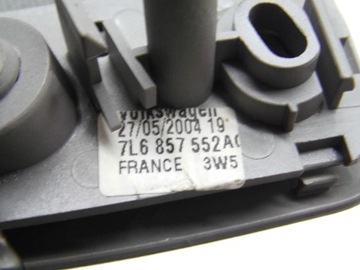 Volkswagen
27/05/2004 19
7L6 857 552A
FRANCE 3W5